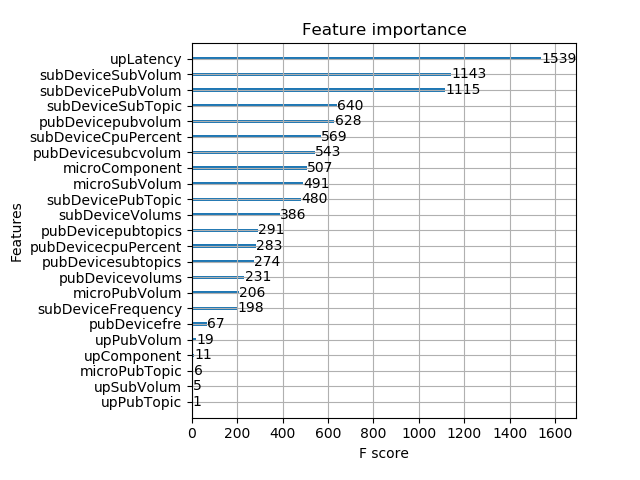 Feature importance
Features
upLatency 1539
subDeviceSubVolum 1143
subDevicePubVolum 1115
subDeviceSubTopic 640
pubDevicepubvolum 628
subDeviceCpuPercent 569
pubDevicesubcvolum 543
microComponent 507
microSubVolum 491
subDevicePubTopic 480
subDeviceVolums 386
pubDevicepubtopics 291
pubDevicecpuPercent 283
pubDevicesubtopics 274
pubDevicevolums 231
microPubVolum 206
subDeviceFrequency 198
pubDevicefre 67
upPubVolum 19
upComponent 11
microPubTopic 6
upSubVolum 5
upPubTopic 1
0 200 400 600 800 1000 1200 1400 1600
F score